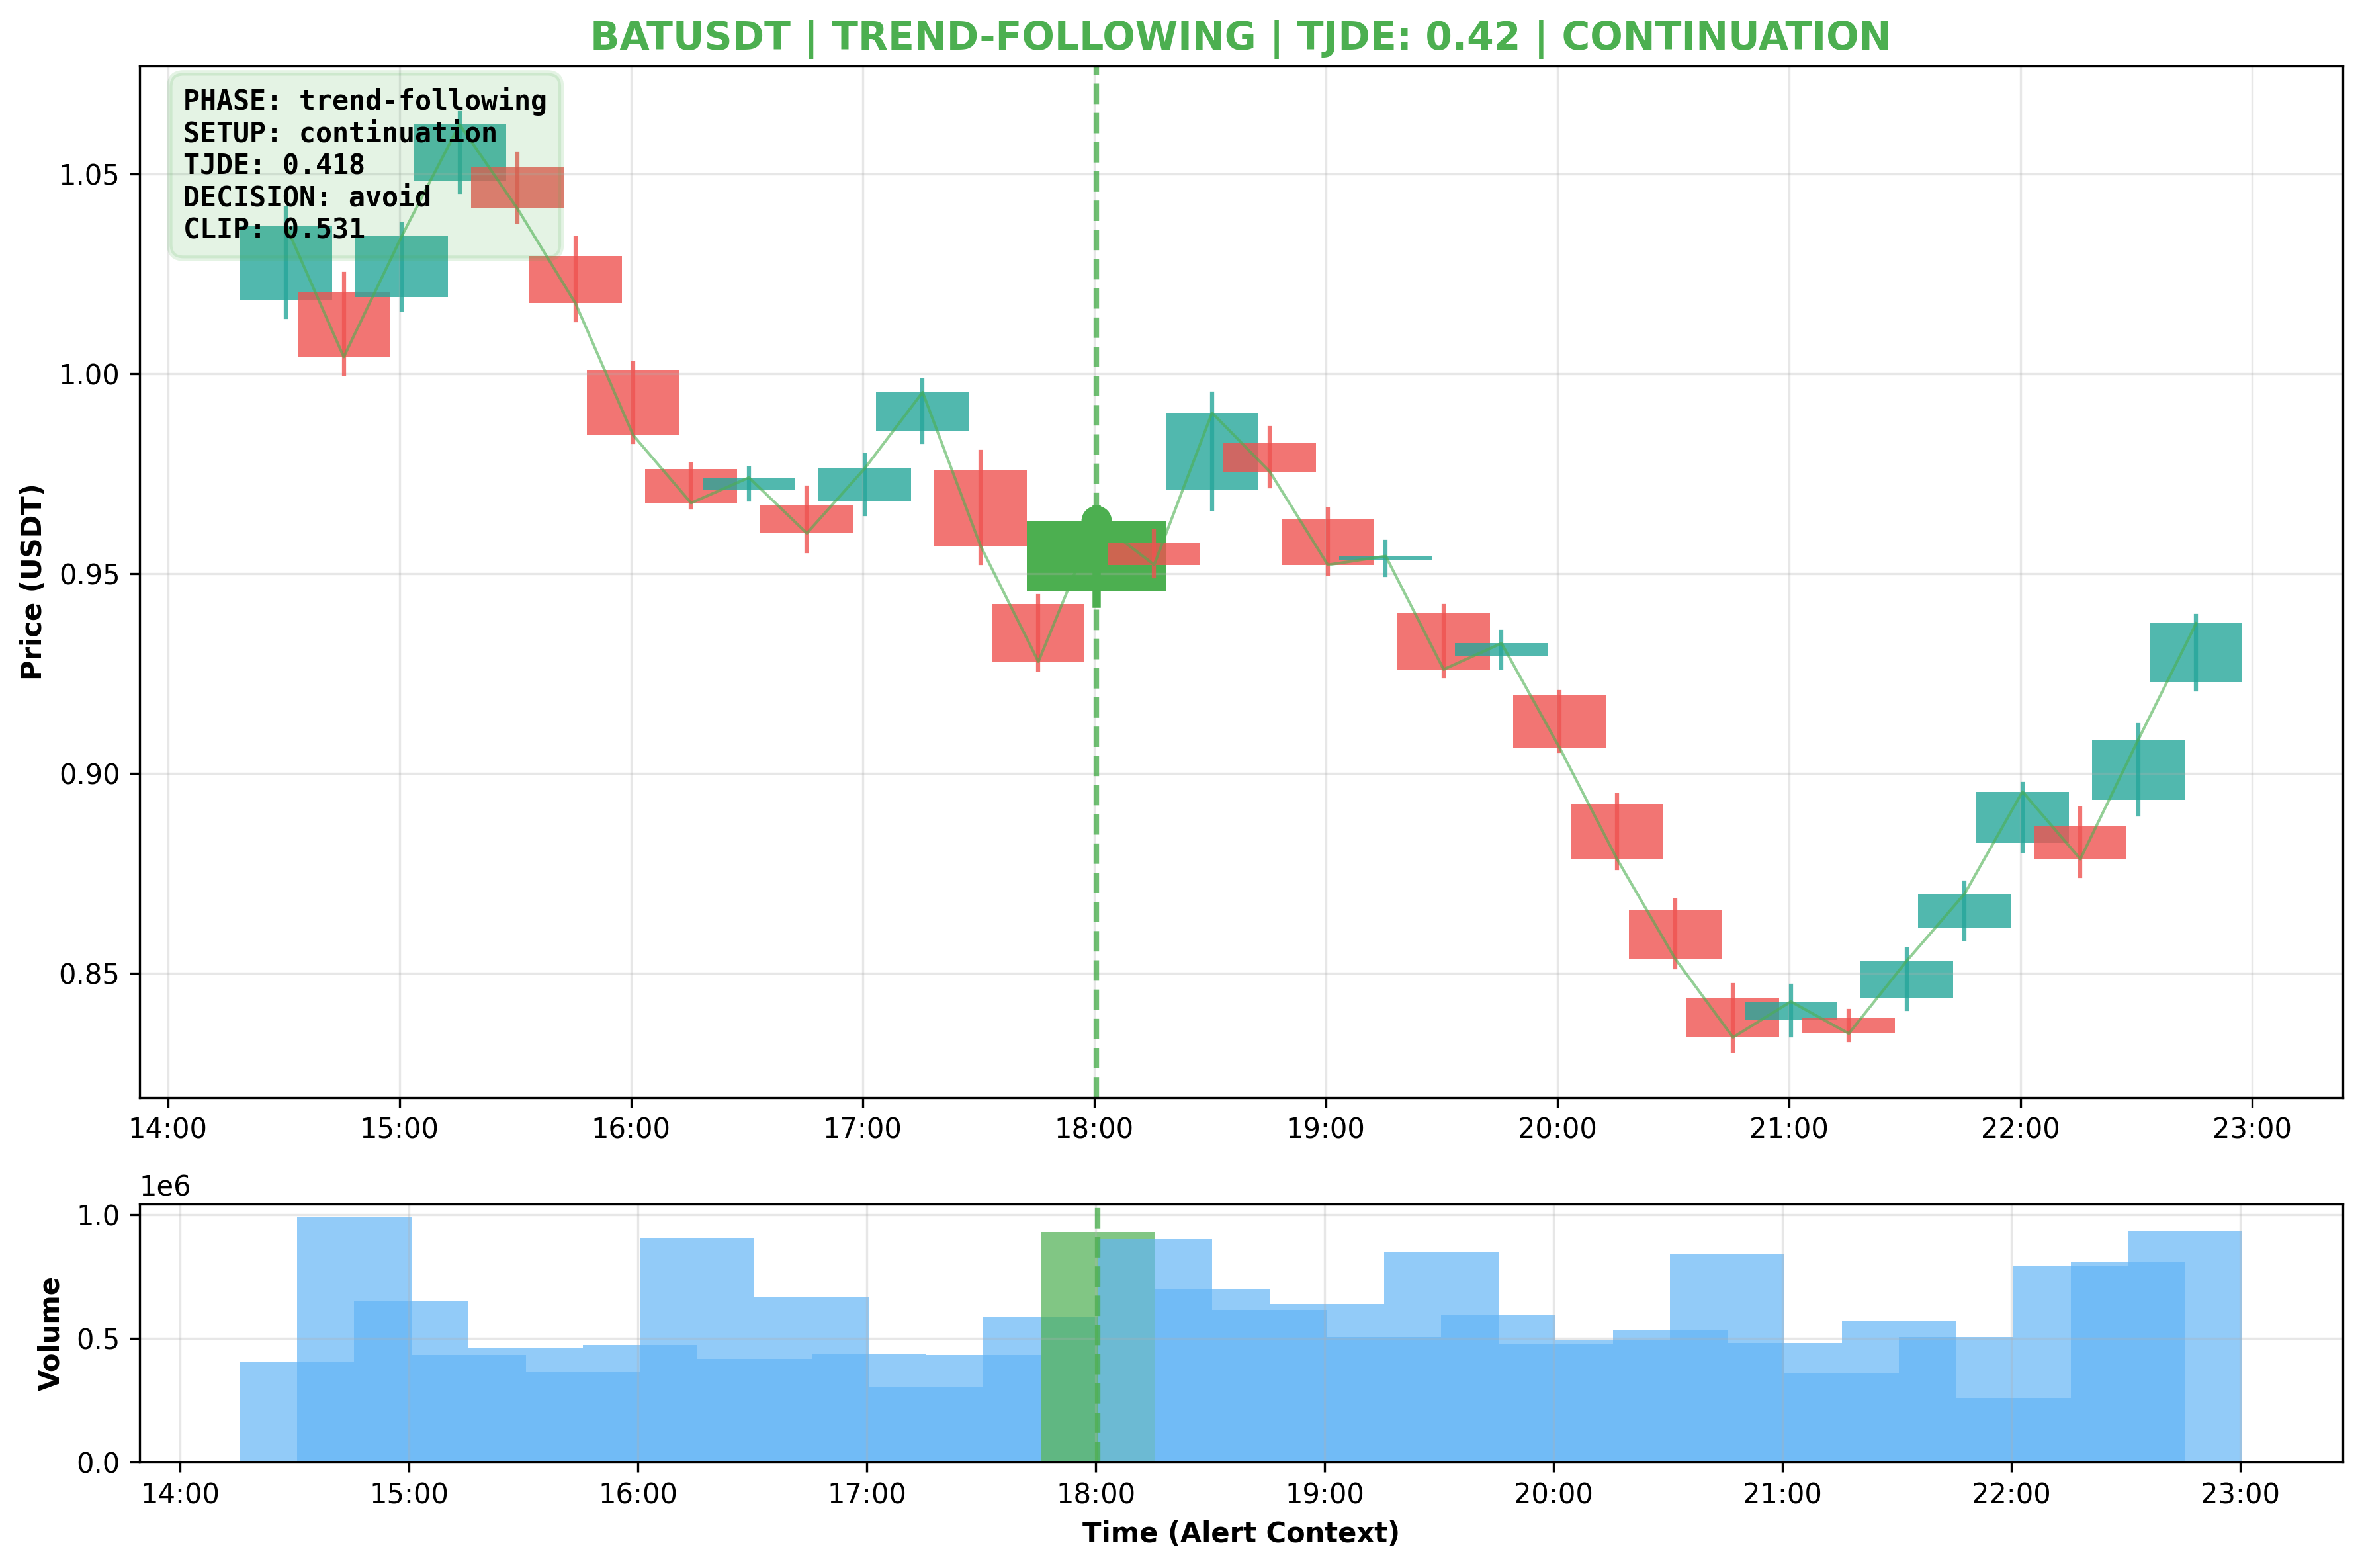 BATUSDT | TREND-FOLLOWING | TJDE: 0.42 | CONTINUATION
PHASE: trend-following
SETUP: continuation
TJDE: 0.418
DECISION: avoid
CLIP: 0.531
Price (USDT)
1.05
1.00
0.95
0.90
0.85
14:00 15:00 16:00 17:00 18:00 19:00 20:00 21:00 22:00 23:00
1e6
Volume
1.0
0.5
0.0
14:00 15:00 16:00 17:00 18:00 19:00 20:00 21:00 22:00 23:00
Time (Alert Context)